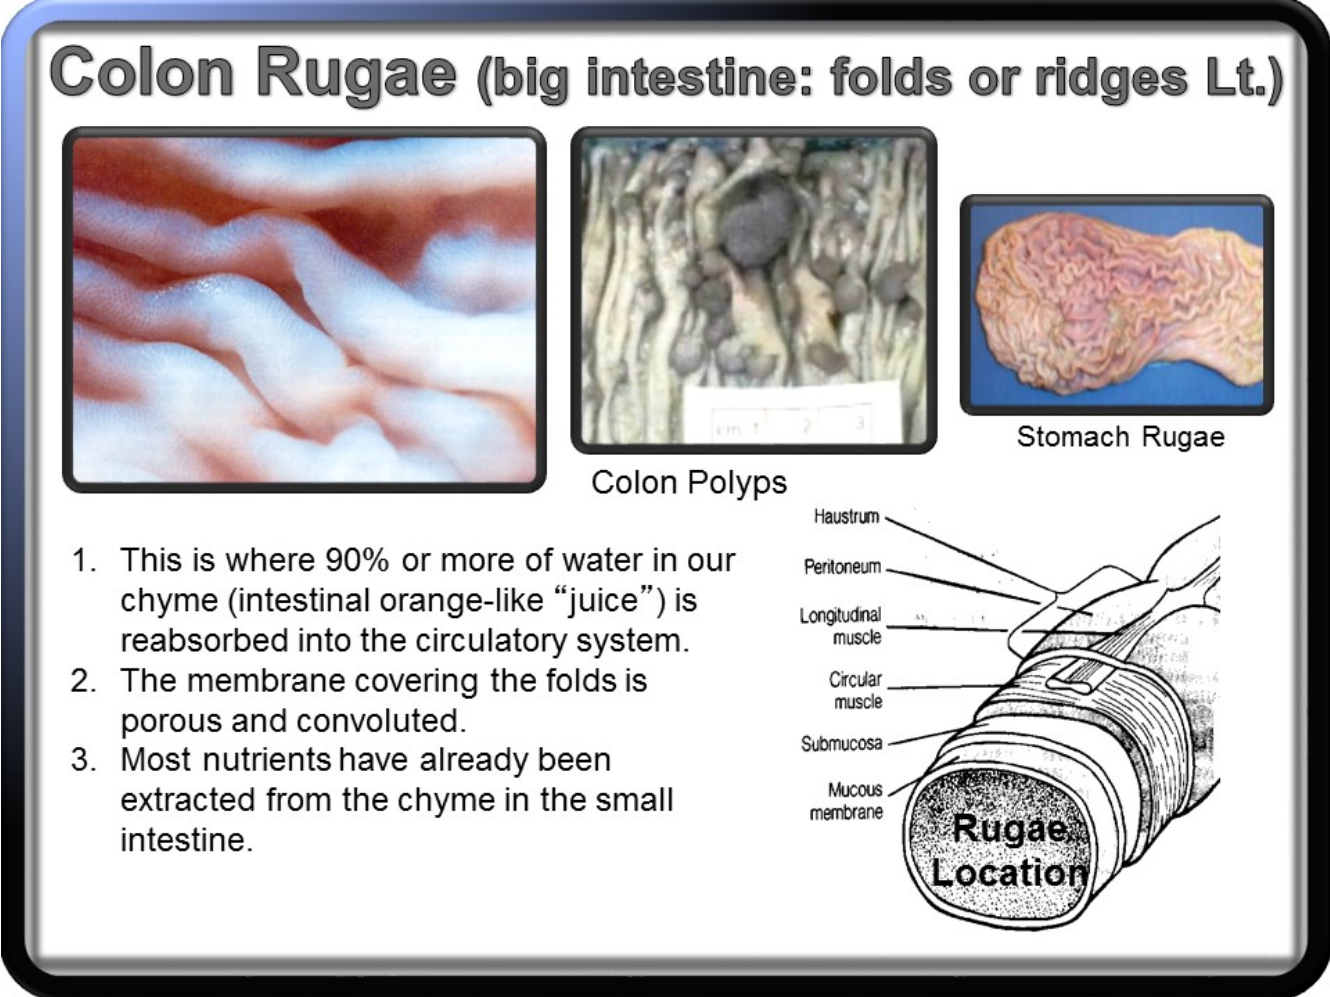 Colon Rugae (big intestine: folds or ridges Lt.)
cm 1 2 3
Stomach Rugae
Colon Polyps
1. This is where 90% or more of water in our
chyme (intestinal orange-like “juice”) is
reabsorbed into the circulatory system.
2. The membrane covering the folds is
porous and convoluted.
3. Most nutrients have already been
extracted from the chyme in the small
intestine.
Haustrum
Peritoneum
Longitudinal
muscle
Circular
muscle
Submucosa
Mucous
membrane
Rugae
Location